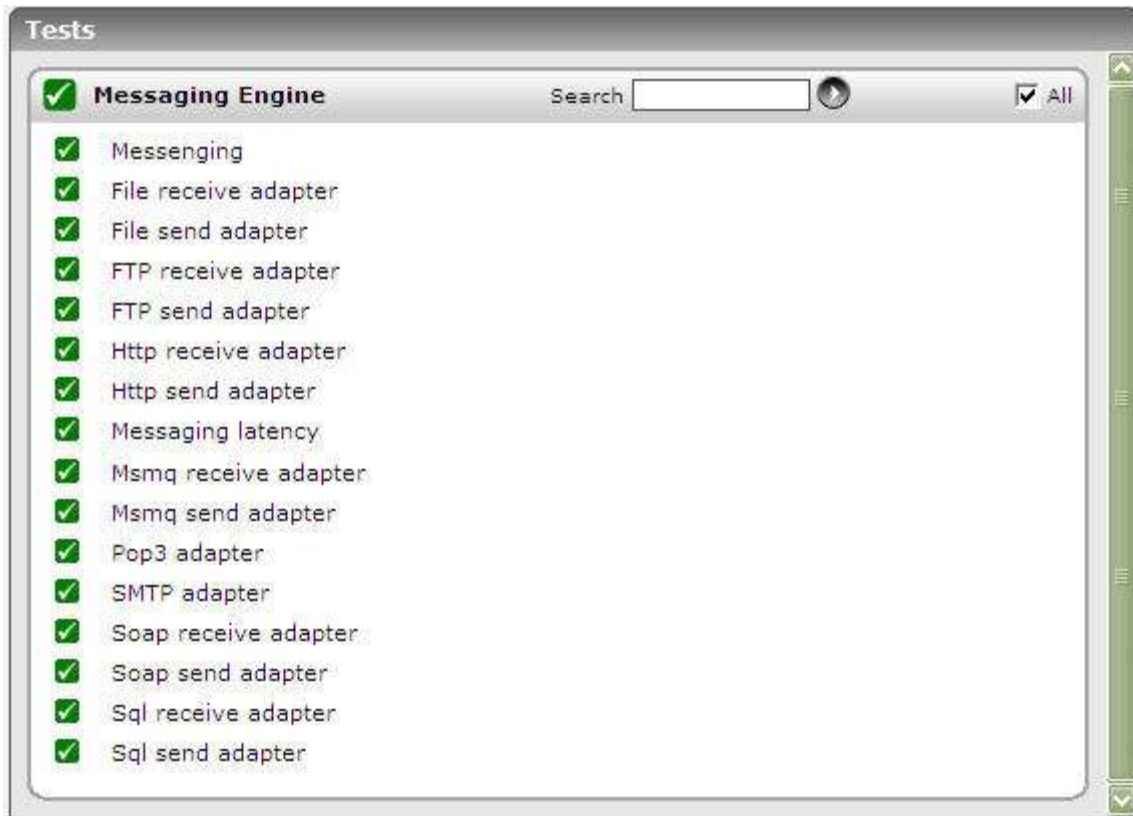 Tests
Messaging Engine Search All
Messenging
File receive adapter
File send adapter
FTP receive adapter
FTP send adapter
Http receive adapter
Http send adapter
Messaging latency
Msmq receive adapter
Msmq send adapter
Pop3 adapter
SMTP adapter
Soap receive adapter
Soap send adapter
Sql receive adapter
Sql send adapter